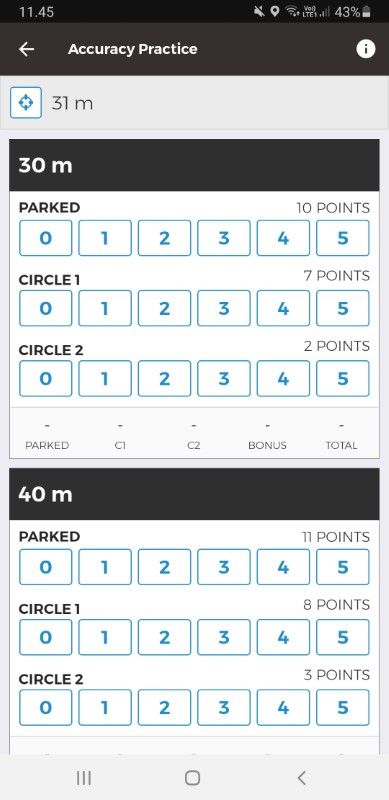 11.45
Vo)) LTE1 43%
Accuracy Practice
31 m
30 m
PARKED 10 POINTS
0 1 2 3 4 5
CIRCLE 1 7 POINTS
0 1 2 3 4 5
CIRCLE 2 2 POINTS
0 1 2 3 4 5
- - - - -
PARKED C1 C2 BONUS TOTAL
40 m
PARKED 11 POINTS
0 1 2 3 4 5
CIRCLE 1 8 POINTS
0 1 2 3 4 5
CIRCLE 2 3 POINTS
0 1 2 3 4 5